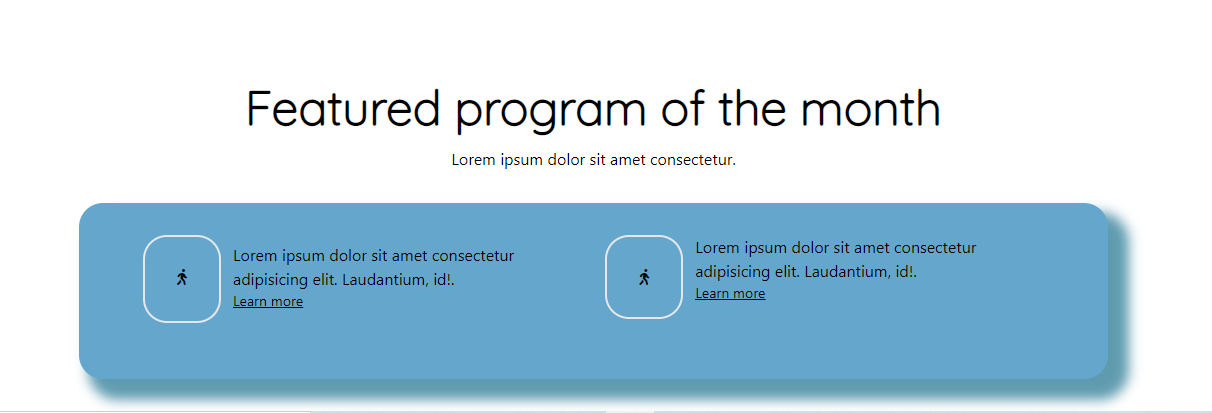 Featured program of the month
Lorem ipsum dolor sit amet consectetur.
Lorem ipsum dolor sit amet consectetur
adipisicing elit. Laudantium, id!.
Learn more
Lorem ipsum dolor sit amet consectetur
adipisicing elit. Laudantium, id!.
Learn more